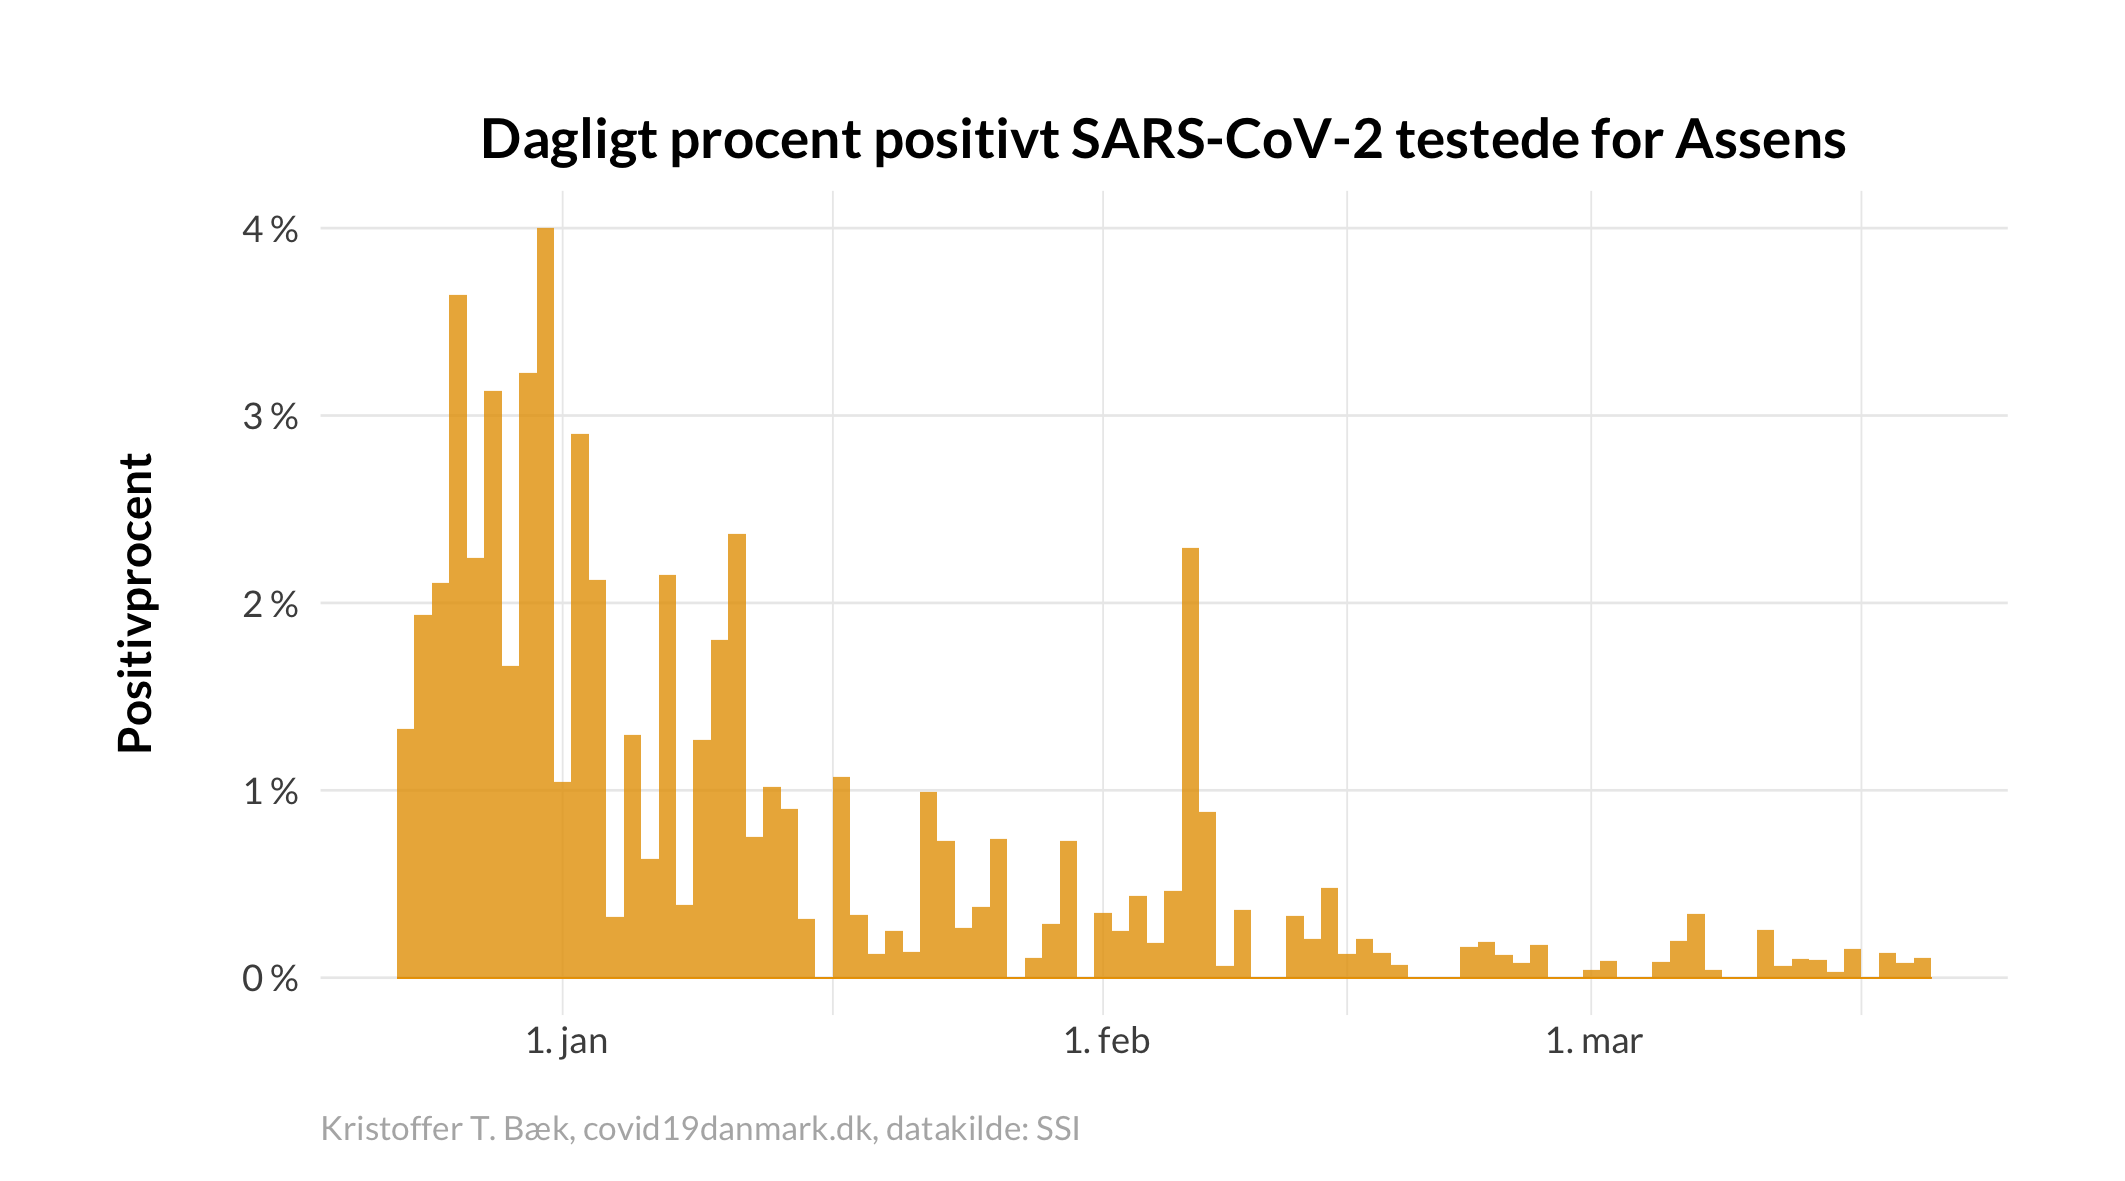 Dagligt procent positivt SARS-CoV-2 testede for Assens
Positivprocent
4 %
3 %
2 %
1 %
0 %
1. jan
1. feb
1. mar
Kristoffer T. Bæk, covid19danmark.dk, datakilde: SSI